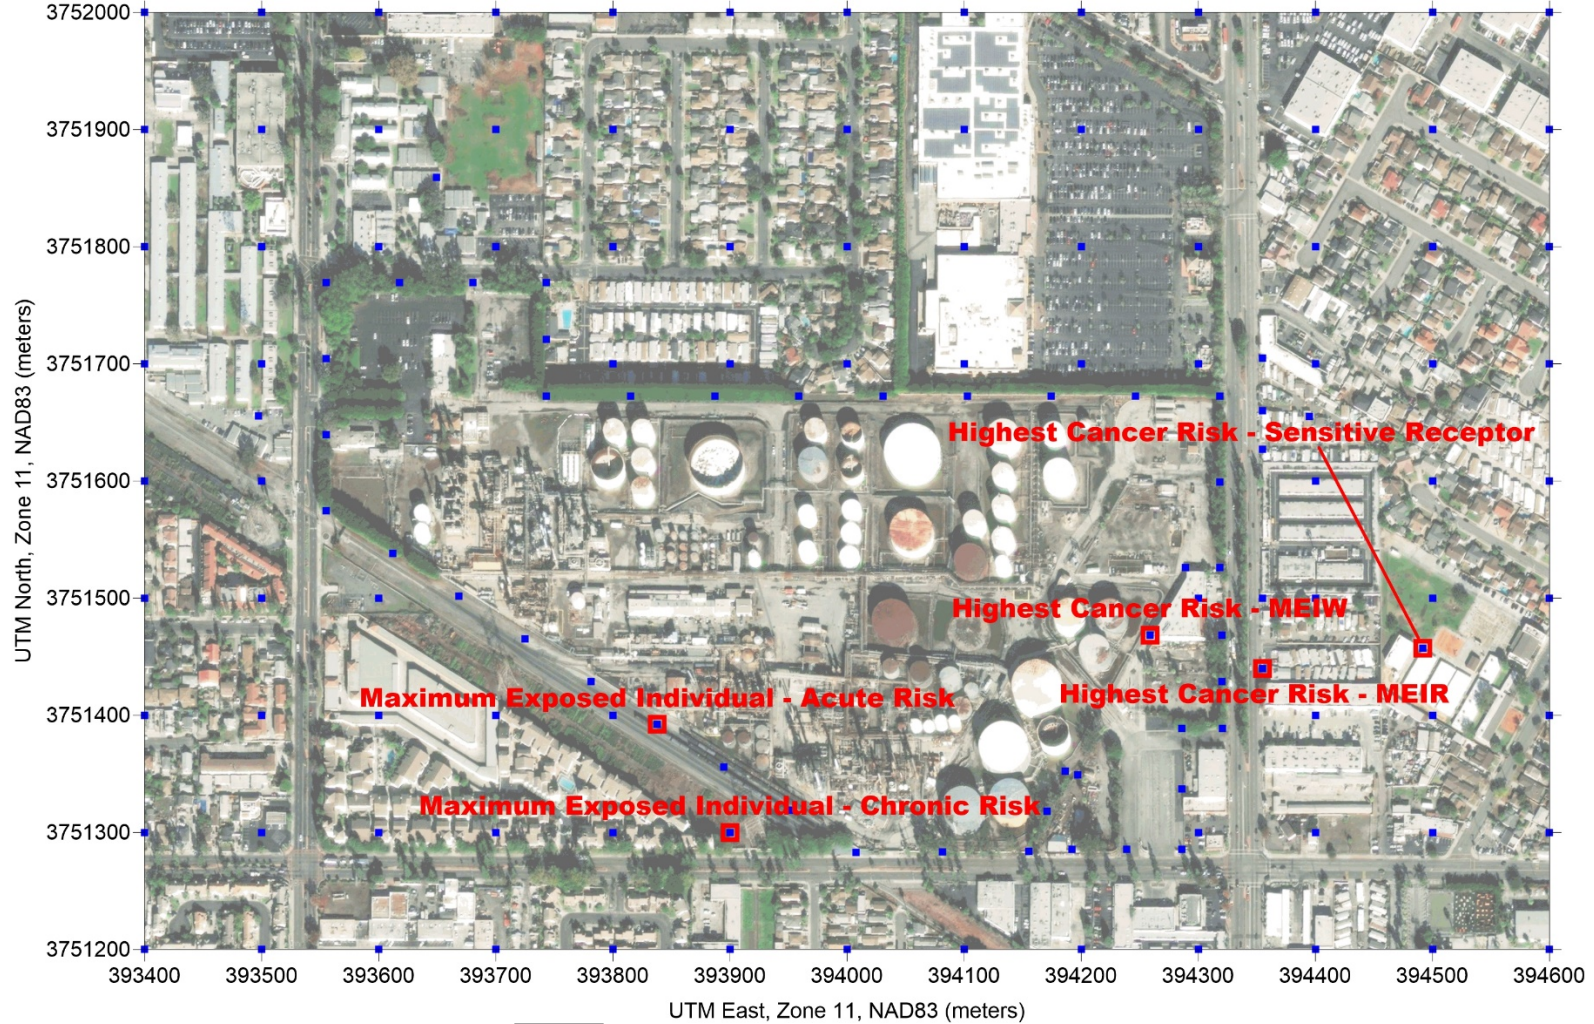 3752000
3751900
3751800
3751700
3751600
3751500
3751400
3751300
3751200
UTM North, Zone 11, NAD83 (meters)
Highest Cancer Risk - Sensitive Receptor
Highest Cancer Risk - MEIW
Highest Cancer Risk - MEIR
Maximum Exposed Individual - Acute Risk
Maximum Exposed Individual - Chronic Risk
393400 393500 393600 393700 393800 393900 394000 394100 394200 394300 394400 394500 394600
UTM East, Zone 11, NAD83 (meters)